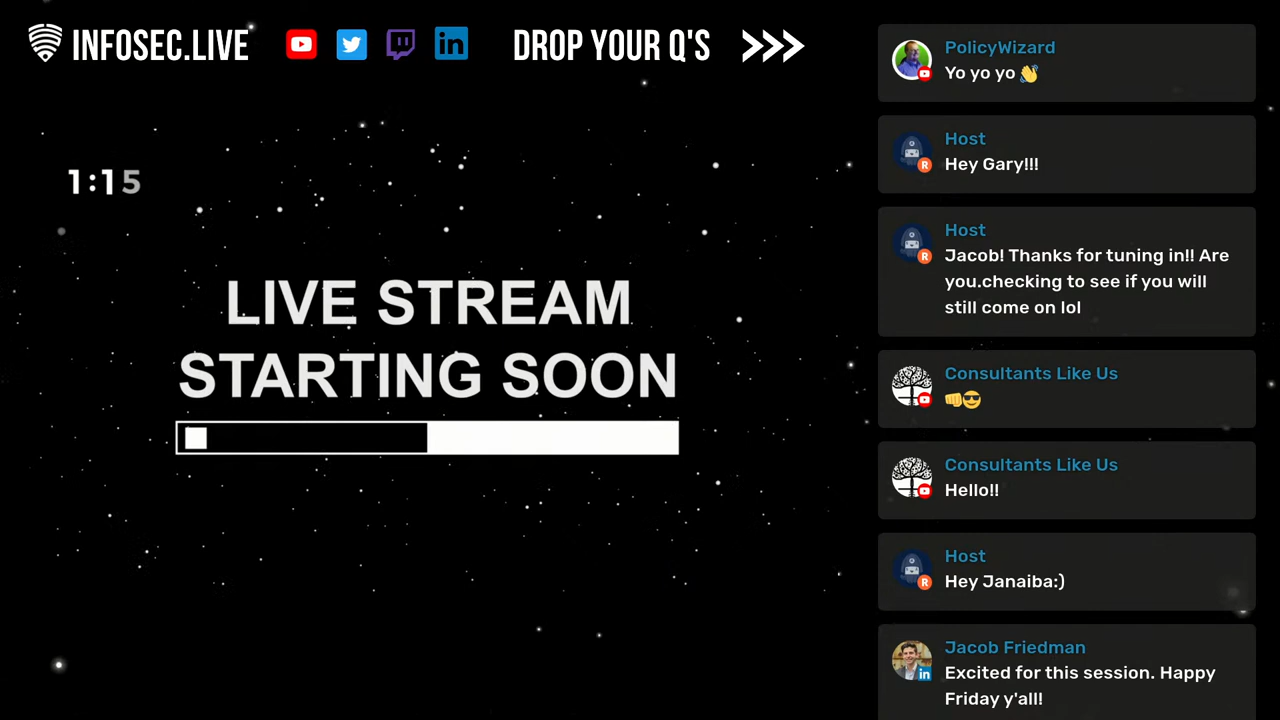 INFOSEC.LIVE
DROP YOUR Q'S >>>
1:15
LIVE STREAM
STARTING SOON
PolicyWizard
Yo yo yo 👋
Host
Hey Gary!!!
Host
Jacob! Thanks for tuning in!! Are
you.checking to see if you will
still come on lol
Consultants Like Us
👊😎
Consultants Like Us
Hello!!
Host
Hey Janaiba:)
Jacob Friedman
Excited for this session. Happy
Friday y'all!